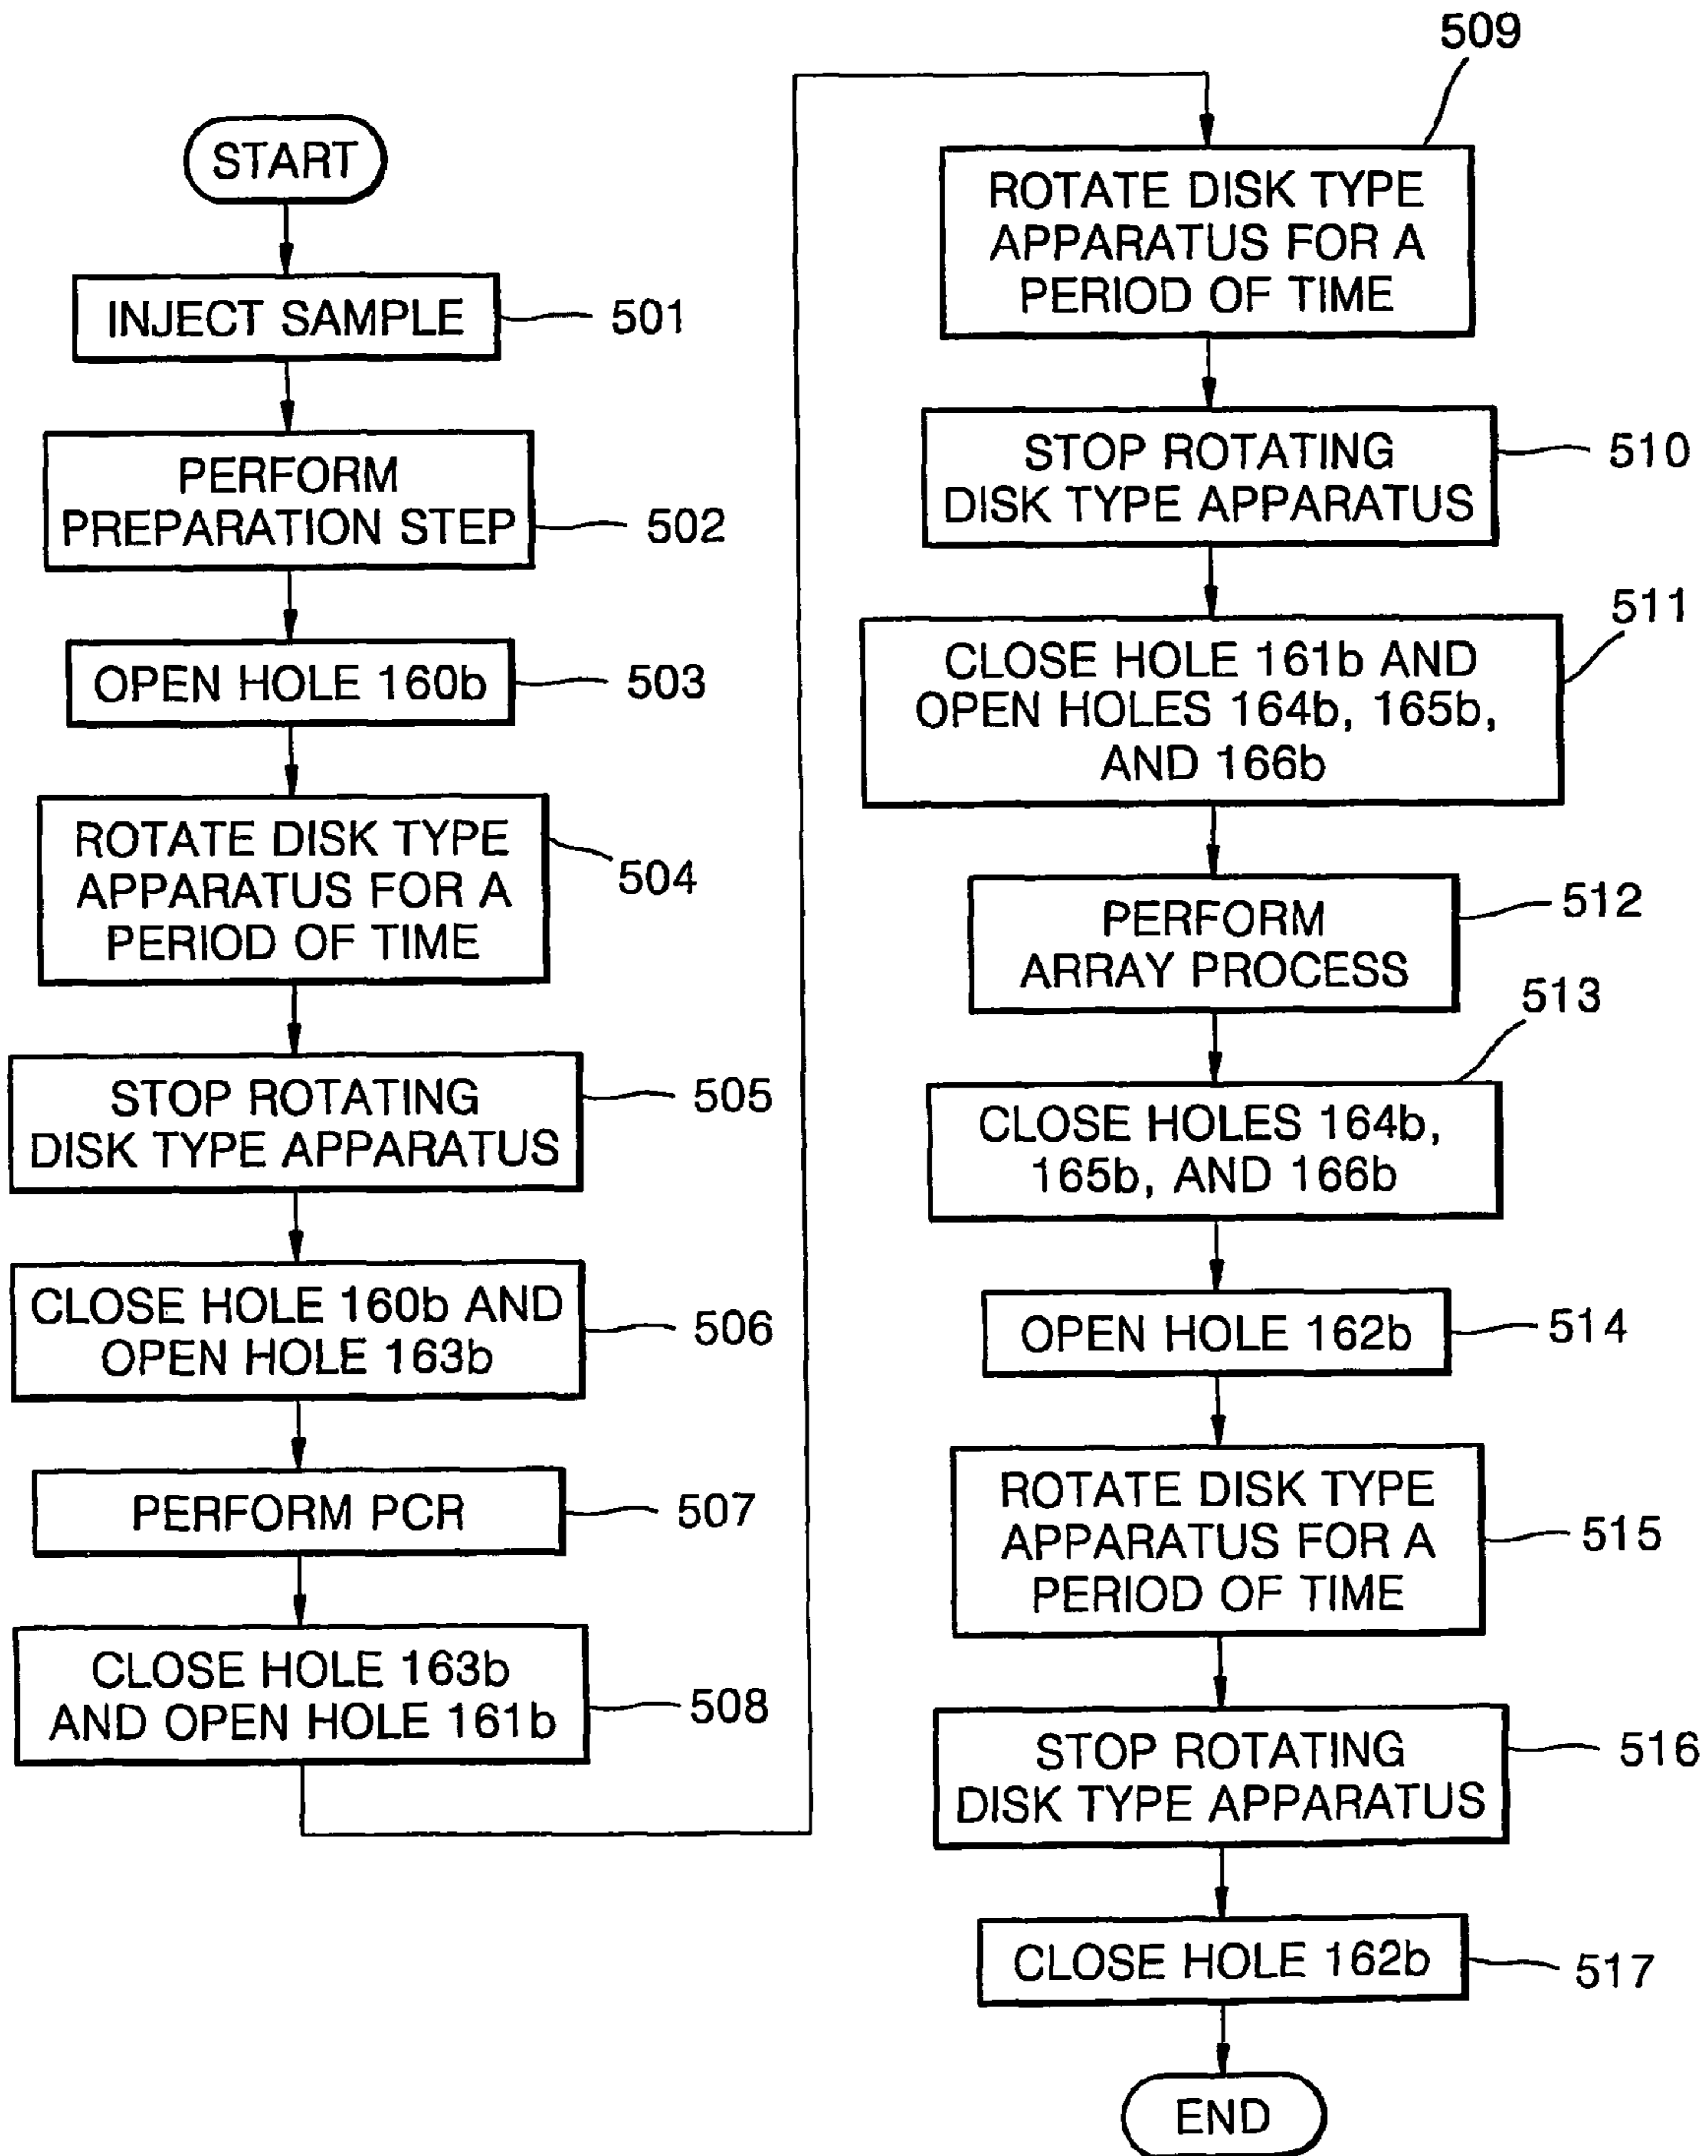 START
INJECT SAMPLE
501
PERFORM
PREPARATION STEP
502
OPEN HOLE 160b
503
ROTATE DISK TYPE
APPARATUS FOR A
PERIOD OF TIME
504
STOP ROTATING
DISK TYPE APPARATUS
505
CLOSE HOLE 160b AND
OPEN HOLE 163b
506
PERFORM PCR
507
CLOSE HOLE 163b
AND OPEN HOLE 161b
508
509
ROTATE DISK TYPE
APPARATUS FOR A
PERIOD OF TIME
STOP ROTATING
DISK TYPE APPARATUS
510
511
CLOSE HOLE 161b AND
OPEN HOLES 164b, 165b,
AND 166b
PERFORM
ARRAY PROCESS
512
513
CLOSE HOLES 164b,
165b, AND 166b
OPEN HOLE 162b
514
ROTATE DISK TYPE
APPARATUS FOR A
PERIOD OF TIME
515
STOP ROTATING
DISK TYPE APPARATUS
516
CLOSE HOLE 162b
517
END